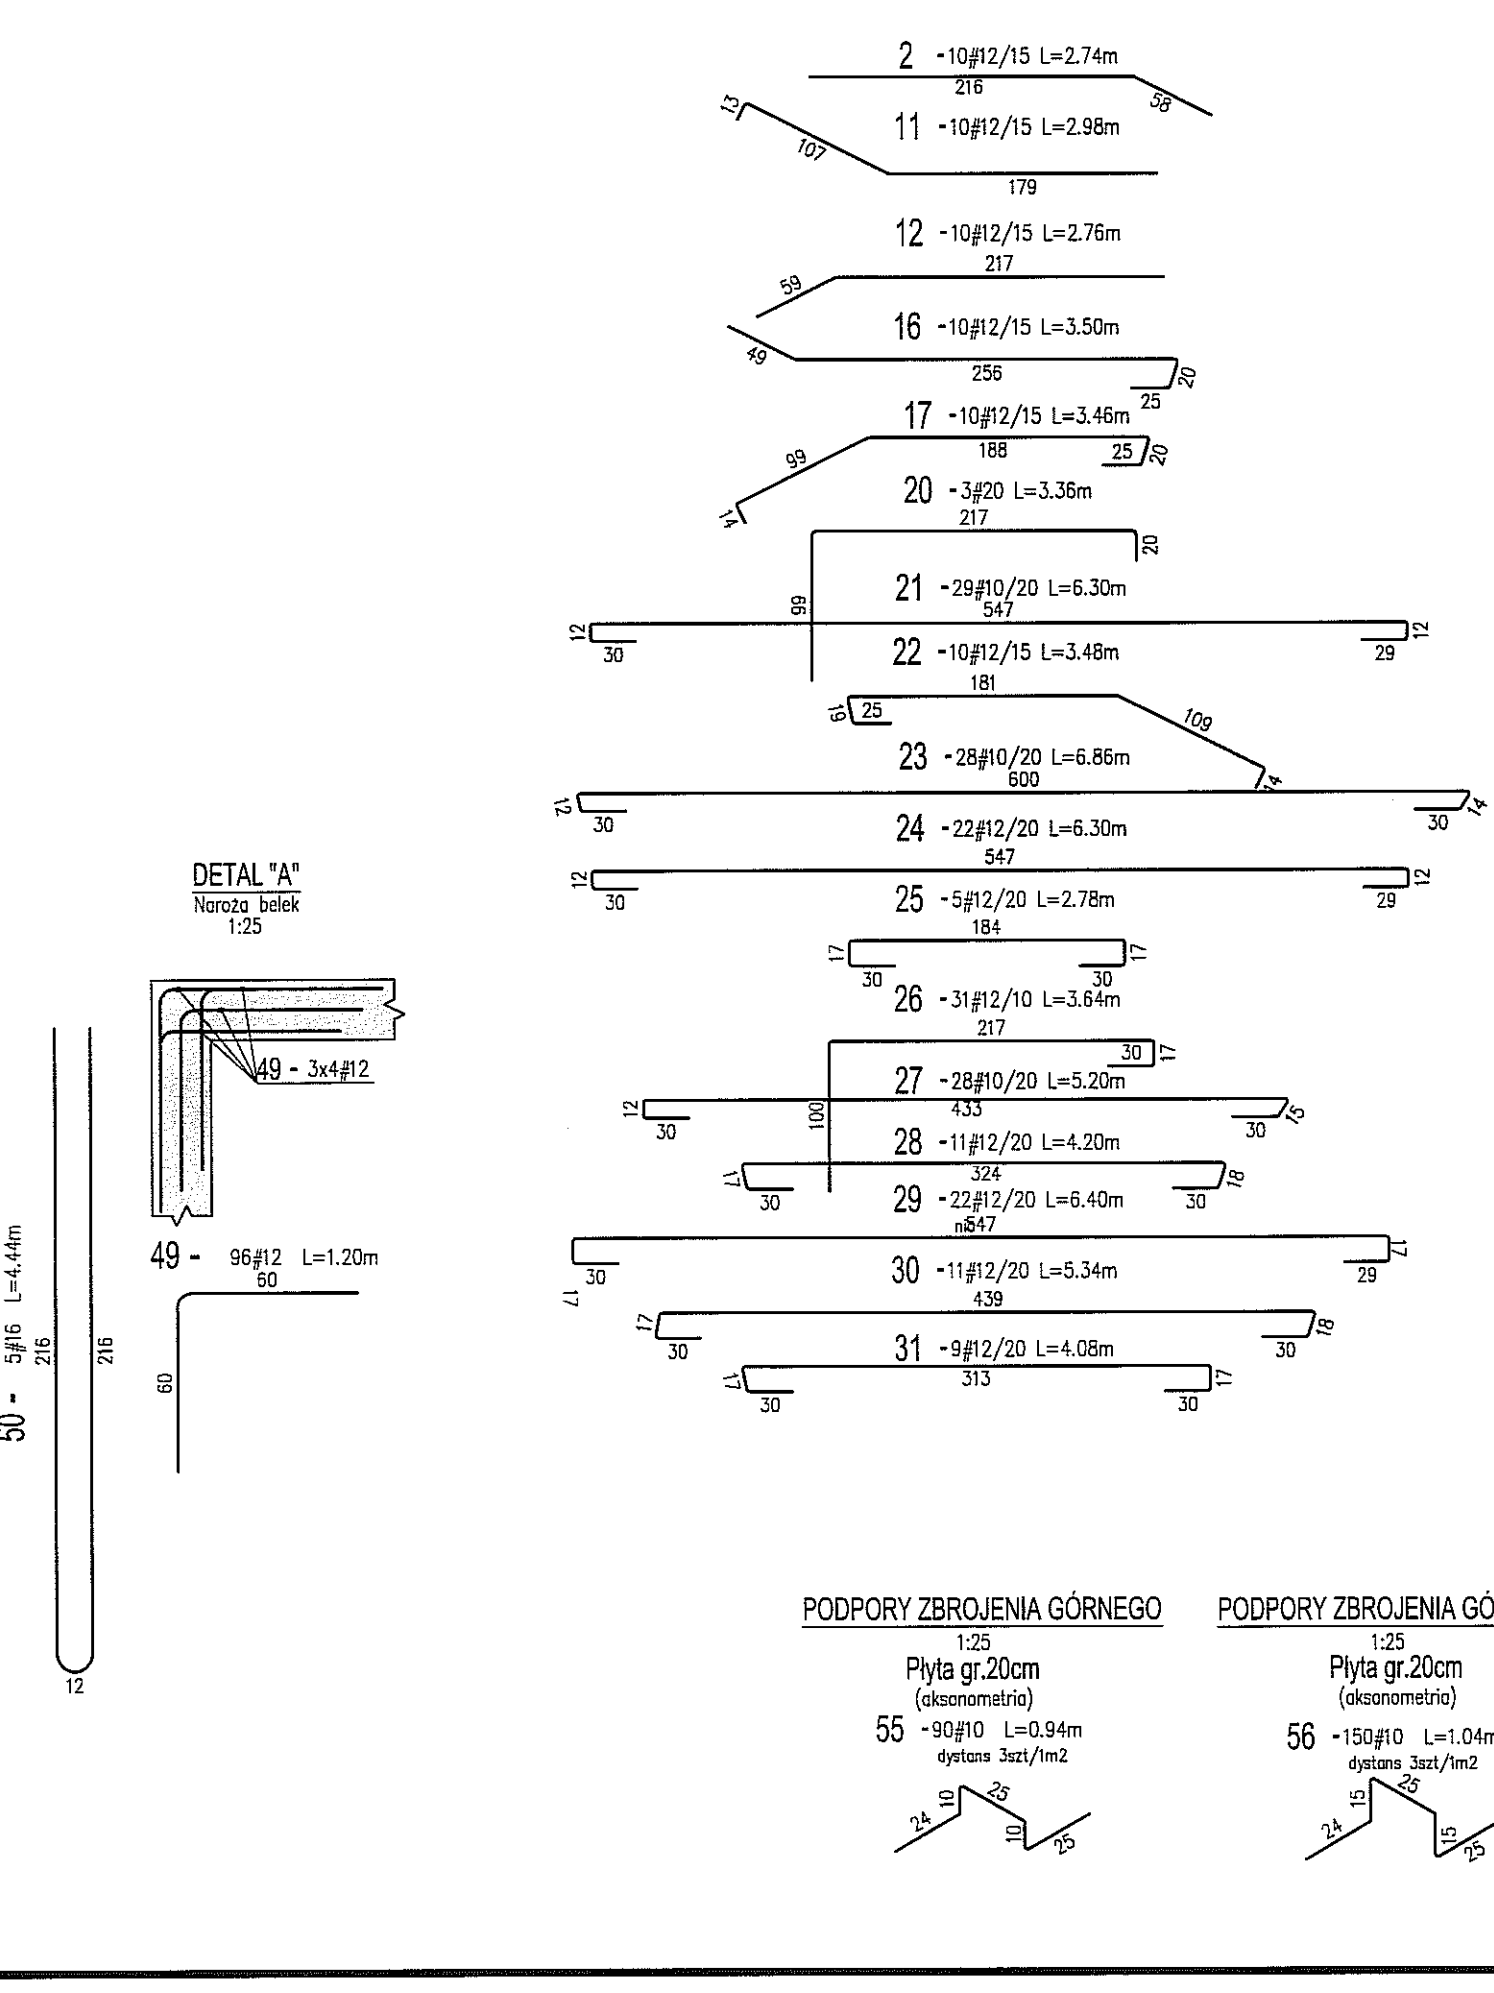 2 -10#12/15 L=2.74m
216
58
13
11 -10#12/15 L=2.98m
107
179
12 -10#12/15 L=2.76m
217
59
16 -10#12/15 L=3.50m
49
256
20
25
17 -10#12/15 L=3.46m
99
188
25
20
14
20 -3#20 L=3.36m
217
20
99
21 -29#10/20 L=6.30m
547
12
30
12
29
22 -10#12/15 L=3.48m
181
19
25
109
14
23 -28#10/20 L=6.86m
600
12
30
30
14
24 -22#12/20 L=6.30m
547
12
30
12
29
25 -5#12/20 L=2.78m
184
17
30
30
17
26 -31#12/10 L=3.64m
217
30
17
100
27 -28#10/20 L=5.20m
433
12
30
30
15
28 -11#12/20 L=4.20m
324
17
30
30
18
29 -22#12/20 L=6.40m
547
30
17
29
17
30 -11#12/20 L=5.34m
439
17
30
30
18
31 -9#12/20 L=4.08m
313
17
30
30
17
DETAL "A"
Naroża belek
1:25
49 - 3x4#12
49 - 96#12 L=1.20m
60
60
50 - 5#16 L=4.44m
216
216
12
PODPORY ZBROJENIA GÓRNEGO
1:25
Płyta gr.20cm
(aksonometria)
55 -90#10 L=0.94m
dystans 3szt/1m2
24
10
25
10
25
PODPORY ZBROJENIA GÓ
1:25
Płyta gr.20cm
(aksonometria)
56 -150#10 L=1.04m
dystans 3szt/1m2
24
15
25
15
25